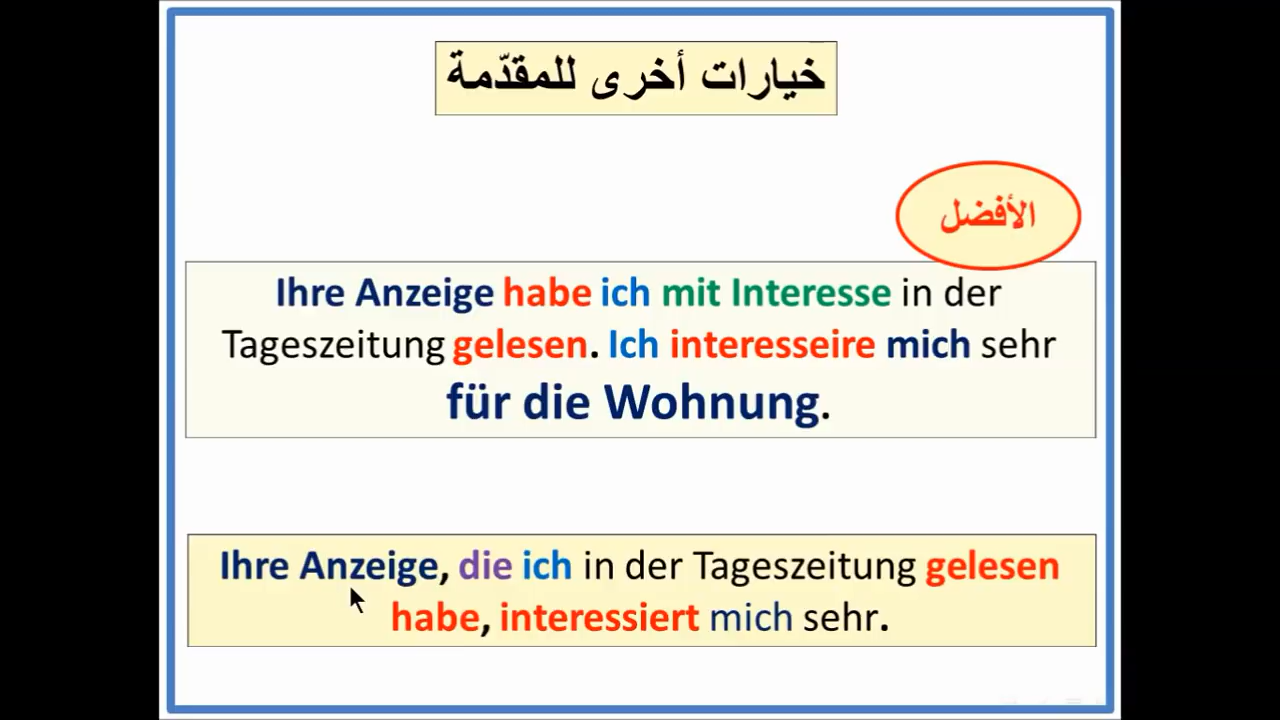 خيارات أخرى للمقدّمة
الأفضل
Ihre Anzeige habe ich mit Interesse in der
Tageszeitung gelesen. Ich interesseire mich sehr
für die Wohnung.
Ihre Anzeige, die ich in der Tageszeitung gelesen
habe, interessiert mich sehr.